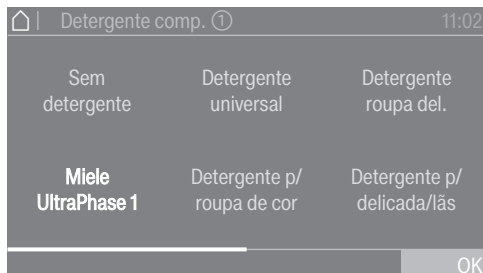 Detergente comp. ① 11:02
Sem detergente
Detergente universal
Detergente roupa del.
Miele UltraPhase 1
Detergente p/ roupa de cor
Detergente p/ delicada/lãs
OK